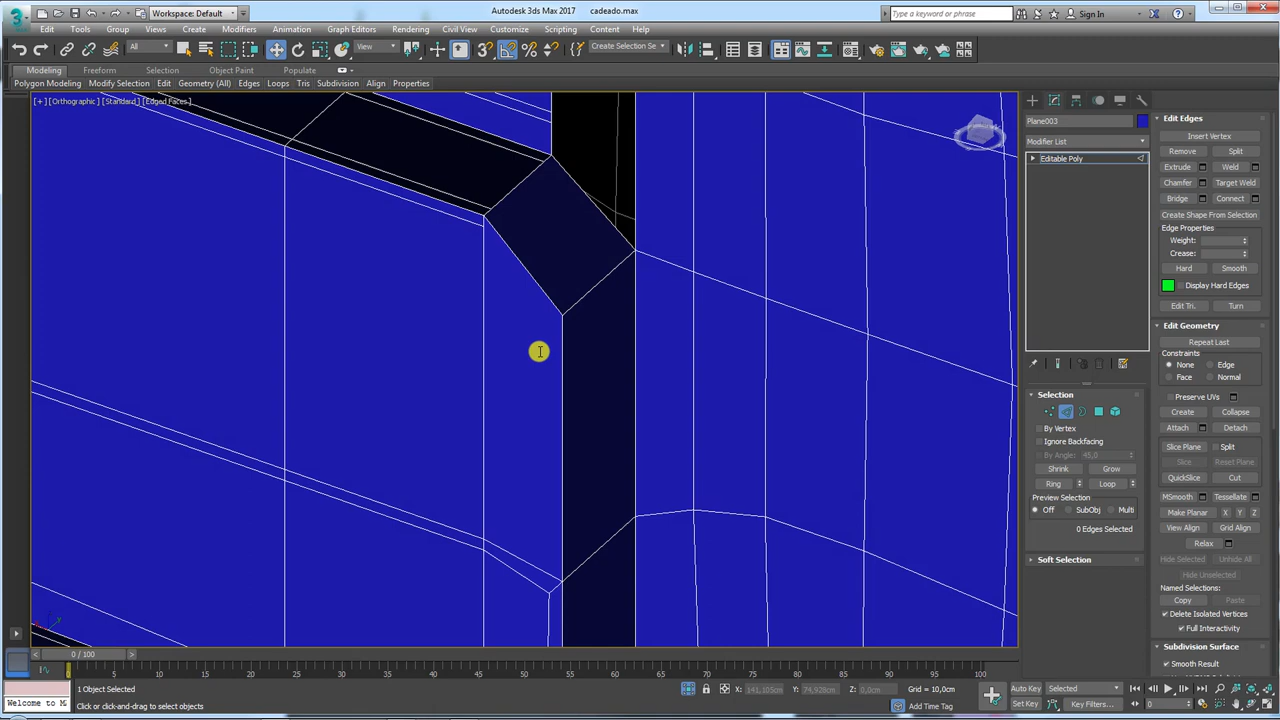 3
MAX
Workspace: Default
Autodesk 3ds Max 2017 cadeado.max
Type a keyword or phrase
Sign In
Edit Tools Group Views Create Modifiers Animation Graph Editors Rendering Civil View Customize Scripting Content Help
All View Create Selection Se
Modeling Freeform Selection Object Paint Populate
Polygon Modeling Modify Selection Edit Geometry (All) Edges Loops Tris Subdivision Align Properties
[+] [Orthographic] [Standard] [Edged Faces]
Plane003
Modifier List
Editable Poly
Selection
By Vertex
Ignore Backfacing
By Angle: 45,0
Shrink Grow
Ring Loop
Preview Selection
Off SubObj Multi
0 Edges Selected
Soft Selection
Edit Edges
Insert Vertex
Remove Split
Extrude Weld
Chamfer Target Weld
Bridge Connect
Create Shape From Selection
Edge Properties
Weight:
Crease:
Hard Smooth
Display Hard Edges
Edit Tri. Turn
Edit Geometry
Repeat Last
Constraints
None Edge
Face Normal
Preserve UVs
Create Collapse
Attach Detach
Slice Plane Split
Slice Reset Plane
QuickSlice Cut
MSmooth Tessellate
Make Planar X Y Z
View Align Grid Align
Relax
Hide Selected Unhide All
Hide Unselected
Named Selections:
Copy Paste
Delete Isolated Vertices
Full Interactivity
Subdivision Surface
Smooth Result
0 / 100
0 5 10 15 20 25 30 35 40 45 50 55 60 65 70 75 80 85 90 95 100
Welcome to M
1 Object Selected
Click or click-and-drag to select objects
X: 141,105cm Y: 74,928cm Z: 0,0cm Grid = 10,0cm
Add Time Tag
Auto Key Selected
Set Key Key Filters...
0